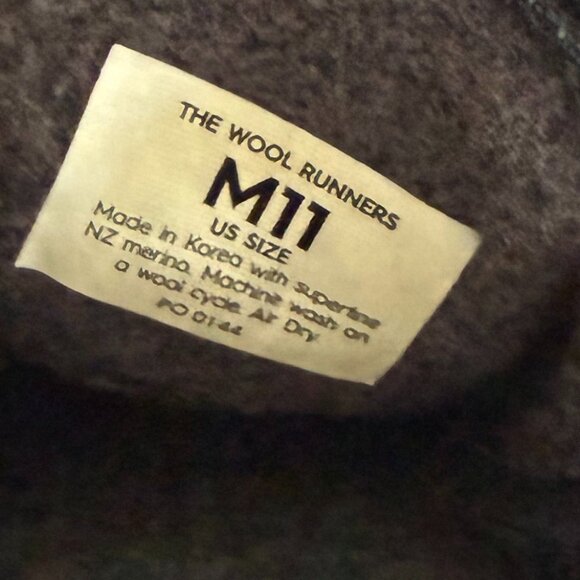 THE WOOL RUNNERS
M11
US SIZE
Made in Korea with superfine
NZ merino. Machine wash on
a wool cycle. Air Dry.
PO 0144